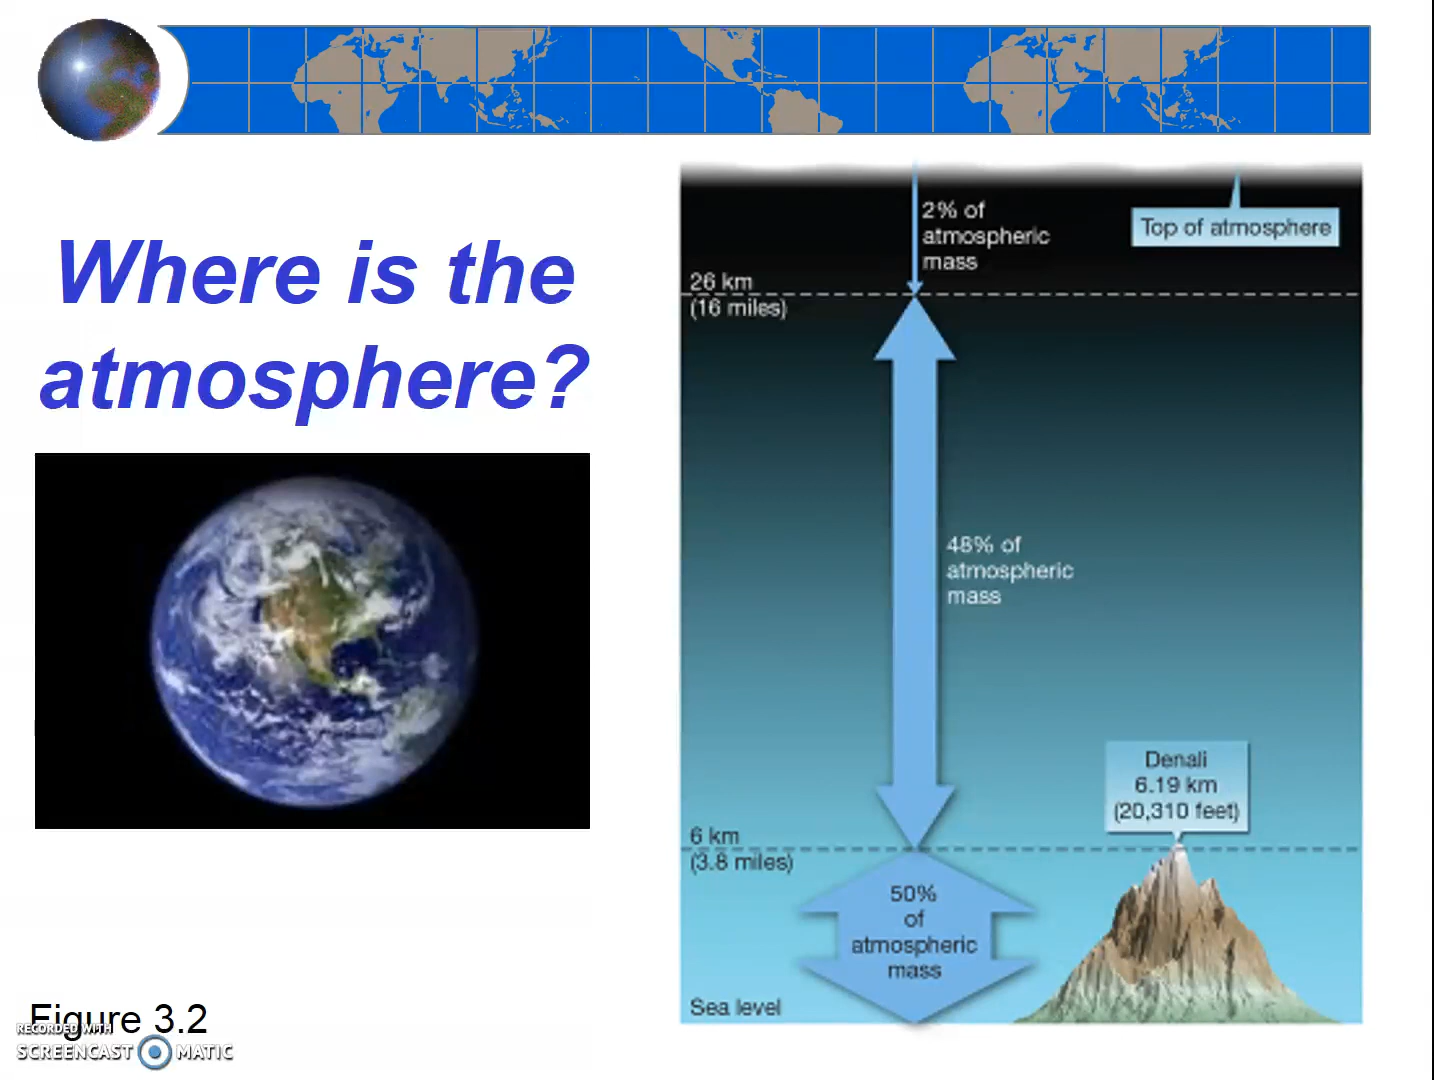 Where is the
atmosphere?
2% of
atmospheric
mass
Top of atmosphere
26 km
(16 miles)
48% of
atmospheric
mass
Denali
6.19 km
(20,310 feet)
6 km
(3.8 miles)
50%
of
atmospheric
mass
Sea level
Figure 3.2
RECORDED WITH
SCREENCAST MATIC